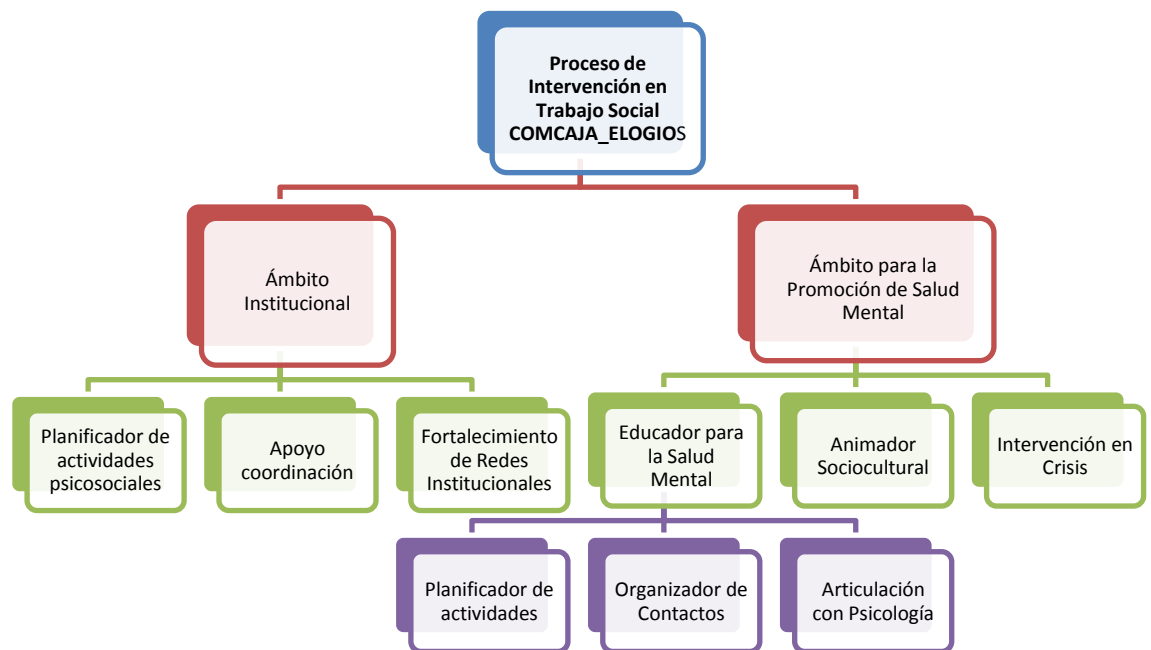 Proceso de
Intervención en
Trabajo Social
COMCAJA_ELOGIOS
Ámbito
Institucional
Ámbito para la
Promoción de Salud
Mental
Planificador de
actividades
psicosociales
Apoyo
coordinación
Fortalecimiento
de Redes
Institucionales
Educador para
la Salud
Mental
Animador
Sociocultural
Intervención en
Crisis
Planificador de
actividades
Organizador de
Contactos
Articulación
con Psicología